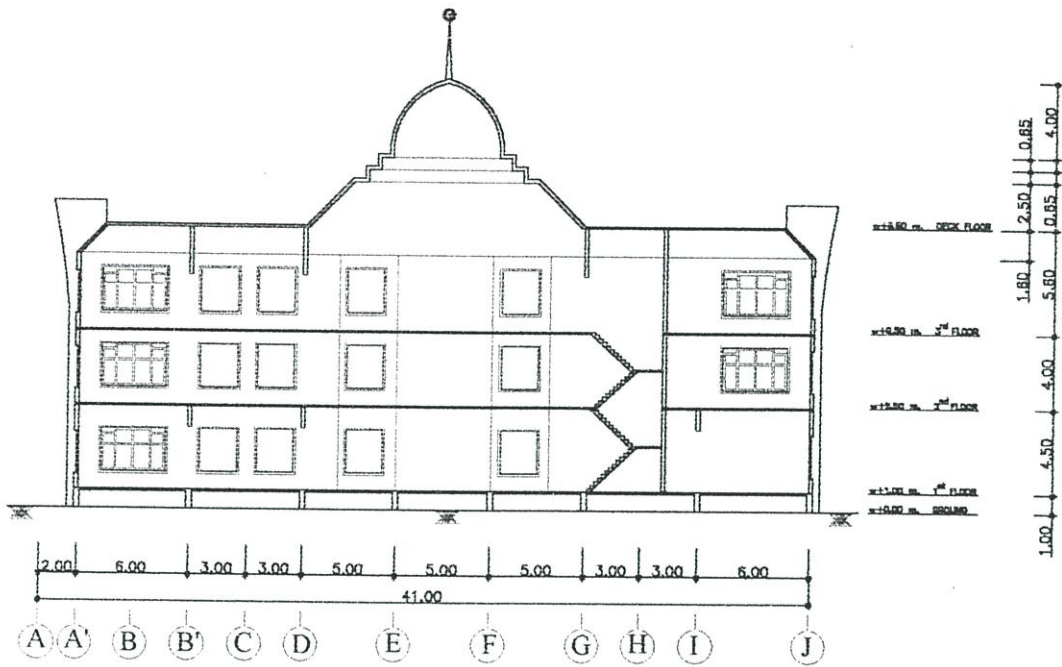 0.65
4.00
2.50
0.65
DECK FLOOR
1.60
5.60
3rd FLOOR
4.00
2nd FLOOR
4.50
1st FLOOR
GROUND
1.00
2.00 6.00 3.00 3.00 5.00 5.00 5.00 3.00 3.00 6.00
41.00
A A' B B' C D E F G H I J